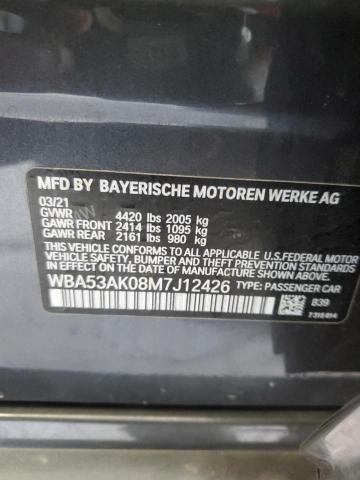 MFD BY BAYERISCHE MOTOREN WERKE AG
03/21
GVWR 4420 lbs 2005 kg
GAWR FRONT 2414 lbs 1095 kg
GAWR REAR 2161 lbs 980 kg
THIS VEHICLE CONFORMS TO ALL APPLICABLE U.S. FEDERAL MOTOR
VEHICLE SAFETY, BUMPER, AND THEFT PREVENTION STANDARDS
IN EFFECT ON THE DATE OF MANUFACTURE SHOWN ABOVE.
WBA53AK08M7J12426 TYPE: PASSENGER CAR
B39